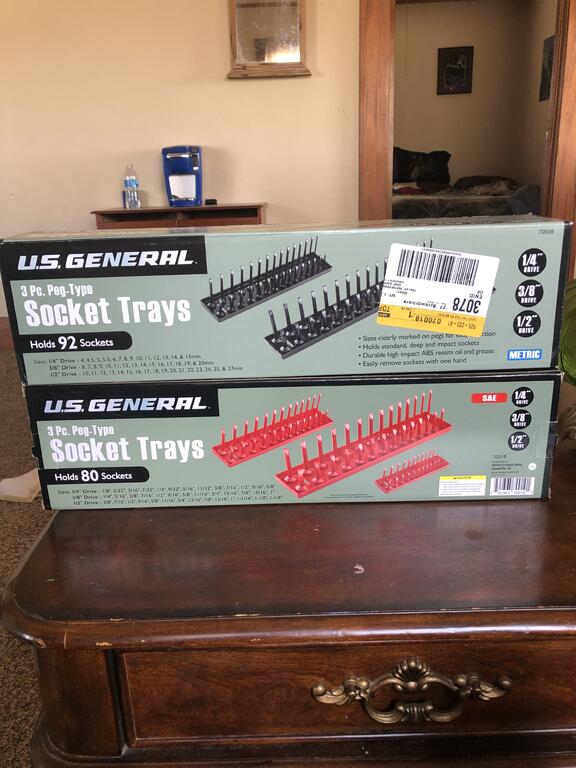 70018
U.S. GENERAL
3 Pc. Peg-Type
Socket Trays
Holds 92 Sockets
1/4" Drive - 4, 4.5, 5, 5.5, 6, 7, 8, 9, 10, 11, 12, 13, 14, & 15mm
3/8" Drive - 6, 7, 8, 9, 10, 11, 12, 13, 14, 15, 16, 17, 18, 19, & 20mm
1/2" Drive - 10, 11, 12, 13, 14, 15, 16, 17, 18, 19, 20, 21, 22, 23, 24, 25, & 27mm
3078
ENID
OK
070018 1
Sizes clearly marked on pegs for
Holds standard, deep and impact sockets
Durable high impact ABS resists oil and grease
Easily remove sockets with one hand
1/4" DRIVE
3/8" DRIVE
1/2" DRIVE
METRIC
U.S. GENERAL
3 Pc. Peg-Type
Socket Trays
Holds 80 Sockets
SAE
1/4" DRIVE
3/8" DRIVE
1/2" DRIVE
70019